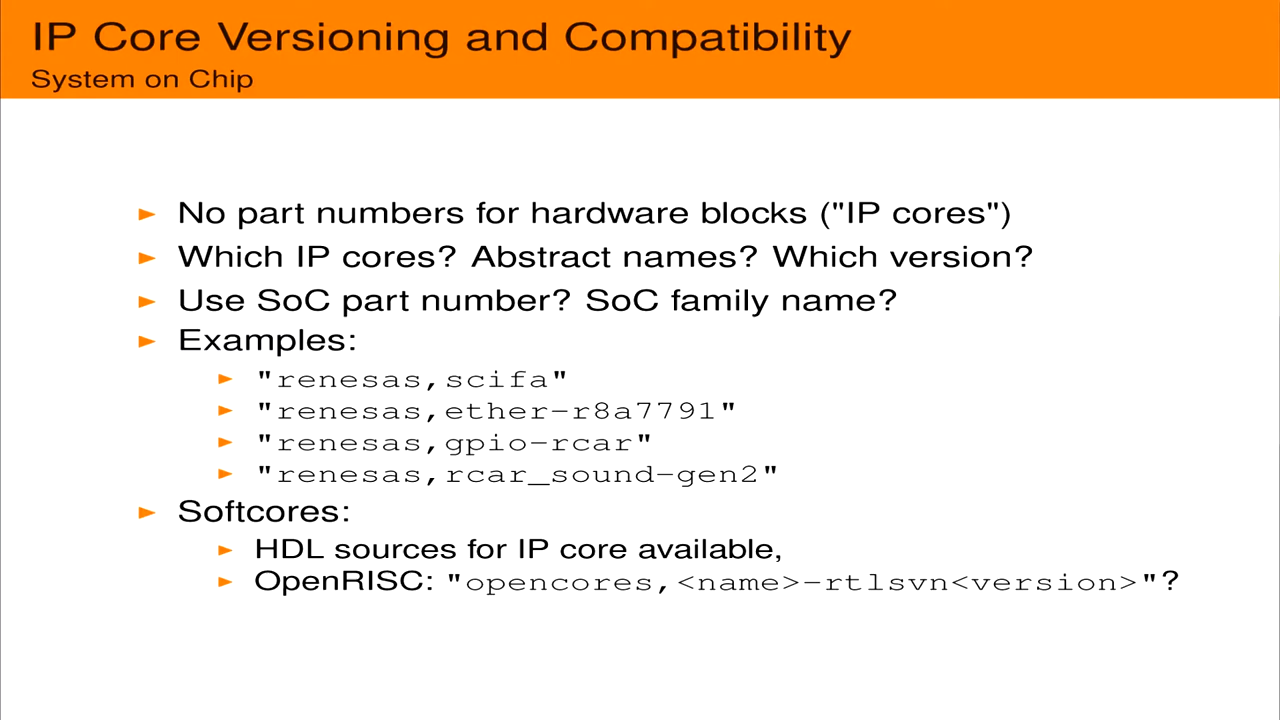 IP Core Versioning and Compatibility
System on Chip
No part numbers for hardware blocks ("IP cores")
Which IP cores? Abstract names? Which version?
Use SoC part number? SoC family name?
Examples:
"renesas,scifa"
"renesas,ether-r8a7791"
"renesas,gpio-rcar"
"renesas,rcar_sound-gen2"
Softcores:
HDL sources for IP core available,
OpenRISC: "opencores,<name>-rtlsvn<version>"?